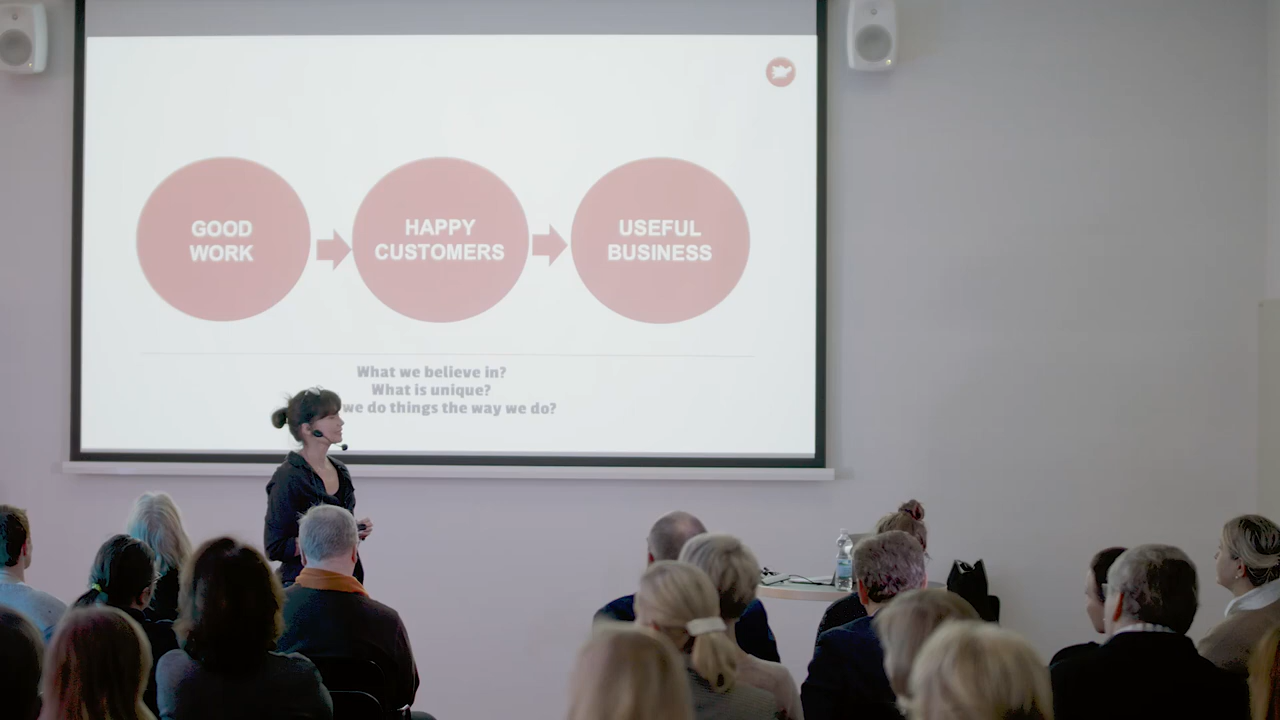 GOOD
WORK
HAPPY
CUSTOMERS
USEFUL
BUSINESS
What we believe in?
What is unique?
we do things the way we do?